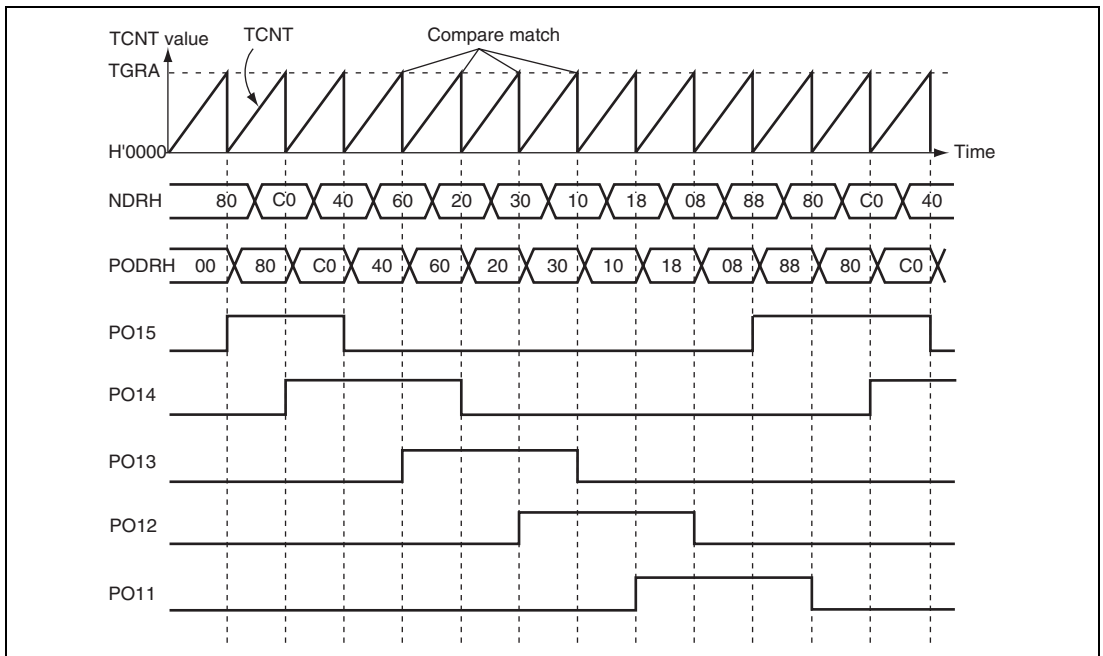 TCNT value TCNT Compare match
TGRA
H'0000 Time
NDRH 80 C0 40 60 20 30 10 18 08 88 80 C0 40
PODRH 00 80 C0 40 60 20 30 10 18 08 88 80 C0
PO15
PO14
PO13
PO12
PO11